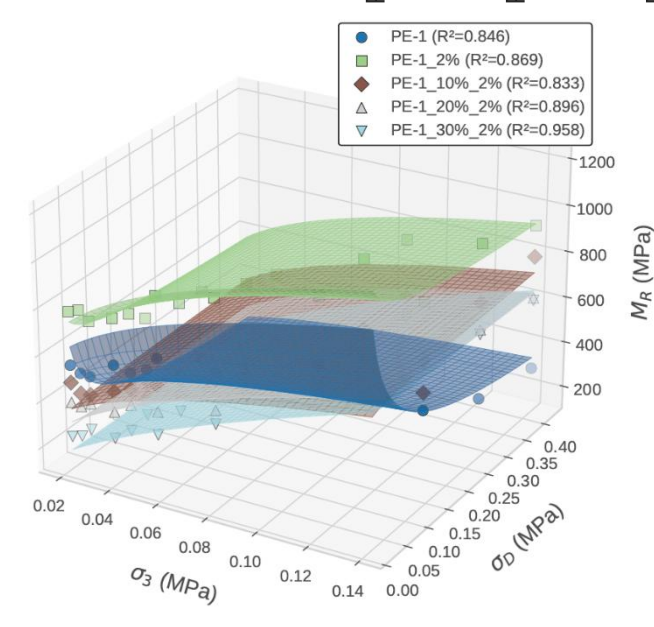 PE-1 (R²=0.846)
PE-1_2% (R²=0.869)
PE-1_10%_2% (R²=0.833)
PE-1_20%_2% (R²=0.896)
PE-1_30%_2% (R²=0.958)
1200
1000
800
600
400
200
M_R (MPa)
0.40
0.35
0.30
0.25
0.20
0.15
0.10
0.05
0.00
σ_D (MPa)
0.02
0.04
0.06
0.08
0.10
0.12
0.14
σ₃ (MPa)